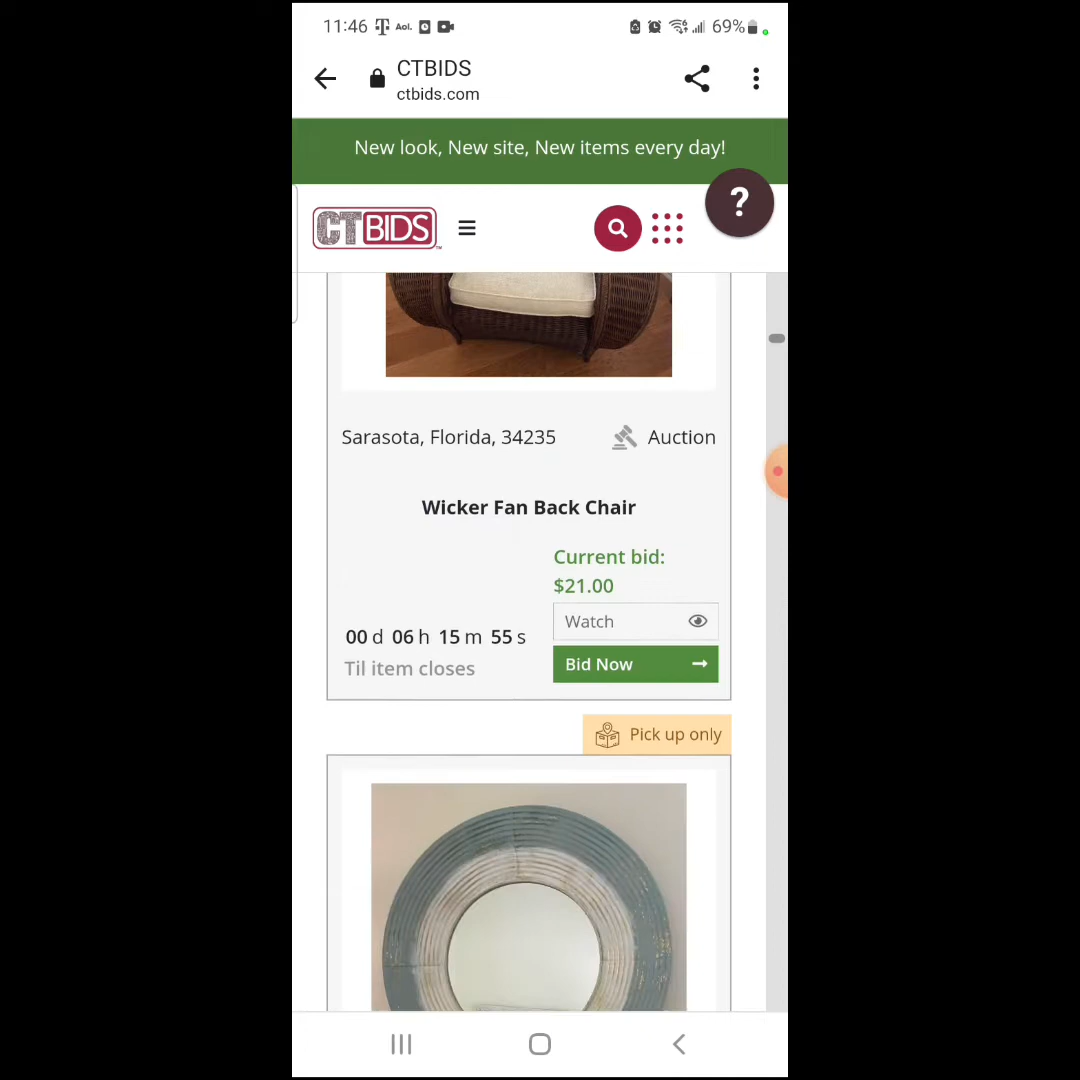 11:46 T Aol. 69%
CTBIDS
ctbids.com
New look, New site, New items every day!
?
CTBIDS™
Sarasota, Florida, 34235 Auction
Wicker Fan Back Chair
Current bid:
$21.00
Watch
00 d 06 h 15 m 55 s
Til item closes
Bid Now
Pick up only